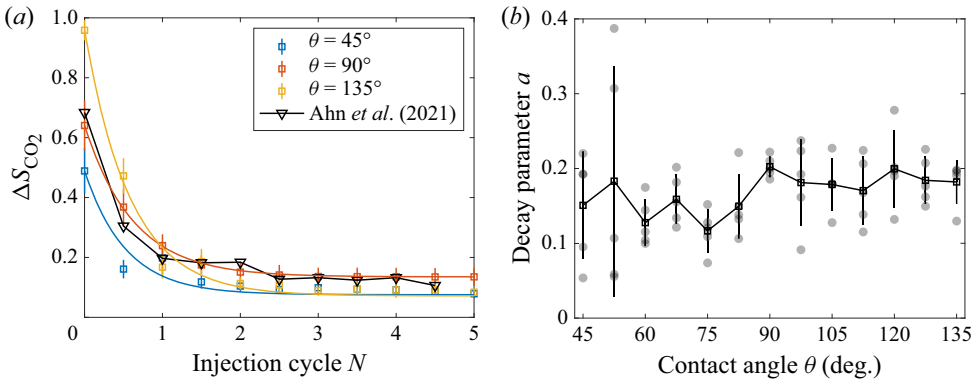 (a)
1.0
0.8
0.6
0.4
0.2
0
1
2
3
4
5
ΔS_CO₂
Injection cycle N
θ = 45°
θ = 90°
θ = 135°
Ahn et al. (2021)
(b)
0.4
0.3
0.2
0.1
0
45
60
75
90
105
120
135
Decay parameter a
Contact angle θ (deg.)